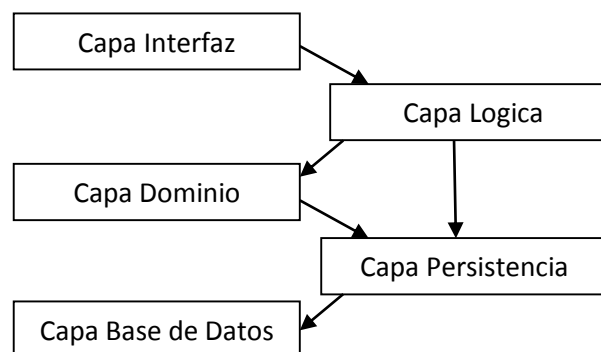 Capa Interfaz
Capa Logica
Capa Dominio
Capa Persistencia
Capa Base de Datos